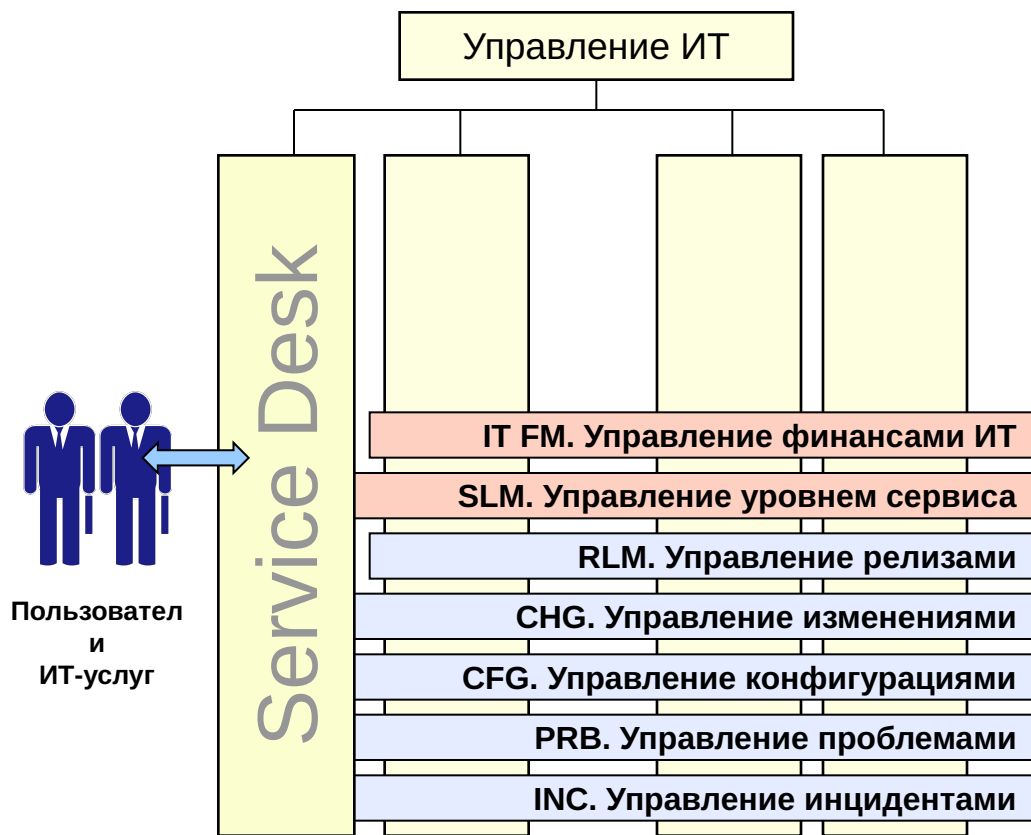 Управление ИТ
Service Desk
IT FM. Управление финансами ИТ
SLM. Управление уровнем сервиса
RLM. Управление релизами
CHG. Управление изменениями
CFG. Управление конфигурациями
PRB. Управление проблемами
INC. Управление инцидентами
Пользовател
и
ИТ-услуг